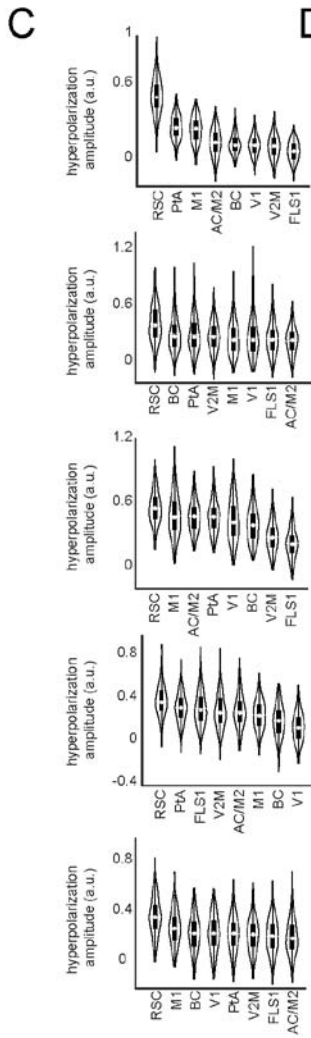 C
hyperpolarization
amplitude (a.u.)
1
0.6
0
RSC
PtA
M1
AC/M2
BC
V1
V2M
FLS1
hyperpolarization
amplitude (a.u.)
1.2
0.6
0
RSC
BC
PtA
V2M
M1
V1
FLS1
AC/M2
hyperpolarization
amplitude (a.u.)
1.2
0.6
0
RSC
M1
AC/M2
PtA
V1
BC
V2M
FLS1
hyperpolarization
amplitude (a.u.)
0.8
0.4
0
-0.4
RSC
PtA
FLS1
V2M
AC/M2
M1
BC
V1
hyperpolarization
amplitude (a.u.)
0.8
0.4
0
RSC
M1
BC
V1
PtA
V2M
FLS1
AC/M2